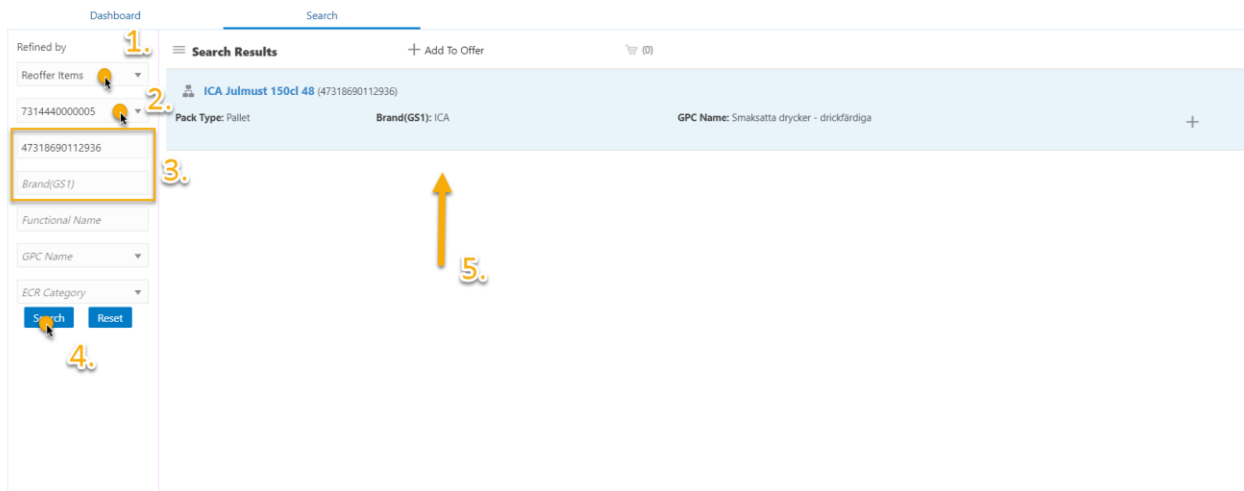 Dashboard
Search
Refined by
1.
Search Results
Add To Offer
(0)
Reoffer Items
2.
7314440000005
ICA Julmust 150cl 48 (47318690112936)
Pack Type: Pallet
Brand(GS1): ICA
GPC Name: Smaksatta drycker - drickfärdiga
47318690112936
3.
Brand(GS1)
Functional Name
GPC Name
5.
ECR Category
Search
Reset
4.